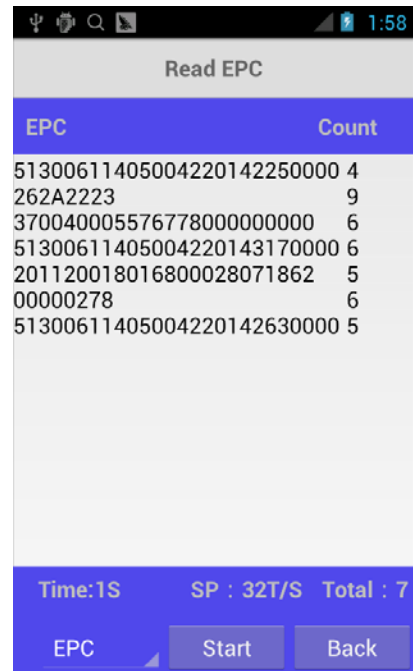 1:58
Read EPC
EPC Count
513006114050042201422500000 4
262A2223 9
370040005576778000000000 6
513006114050042201431700000 6
201120018016800028071862 5
00000278 6
513006114050042201426300000 5
Time:1S SP : 32T/S Total : 7
EPC Start Back